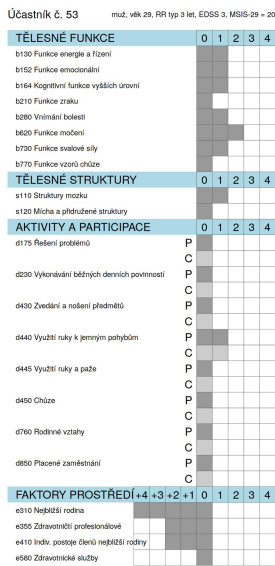 Účastník č. 53 muž, věk 29, RR typ 3 let, EDSS 3, MSIS-29 = 20
TĚLESNÉ FUNKCE 0 1 2 3 4
b130 Funkce energie a řízení
b152 Funkce emocionální
b164 Kognitivní funkce vyšších úrovní
b210 Funkce zraku
b280 Vnímání bolesti
b620 Funkce močení
b730 Funkce svalové síly
b770 Funkce vzorů chůze
TĚLESNÉ STRUKTURY 0 1 2 3 4
s110 Struktury mozku
s120 Mícha a přidružené struktury
AKTIVITY A PARTICIPACE 0 1 2 3 4
d175 Řešení problémů P
C
d230 Vykonávání běžných denních povinností P
C
d430 Zvedání a nošení předmětů P
C
d440 Využití ruky k jemným pohybům P
C
d445 Využití ruky a paže P
C
d450 Chůze P
C
d760 Rodinné vztahy P
C
d850 Placené zaměstnání P
C
FAKTORY PROSTŘEDÍ +4 +3 +2 +1 0 1 2 3 4
e310 Nejbližší rodina
e355 Zdravotničtí profesionálové
e410 Indiv. postoje členů nejbližší rodiny
e580 Zdravotnické služby